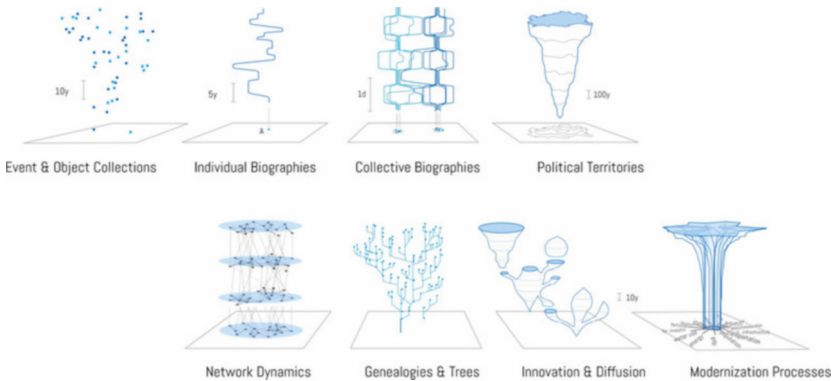 10y
5y
1d
100y
A
Event & Object Collections
Individual Biographies
Collective Biographies
Political Territories
10y
Network Dynamics
Genealogies & Trees
Innovation & Diffusion
Modernization Processes